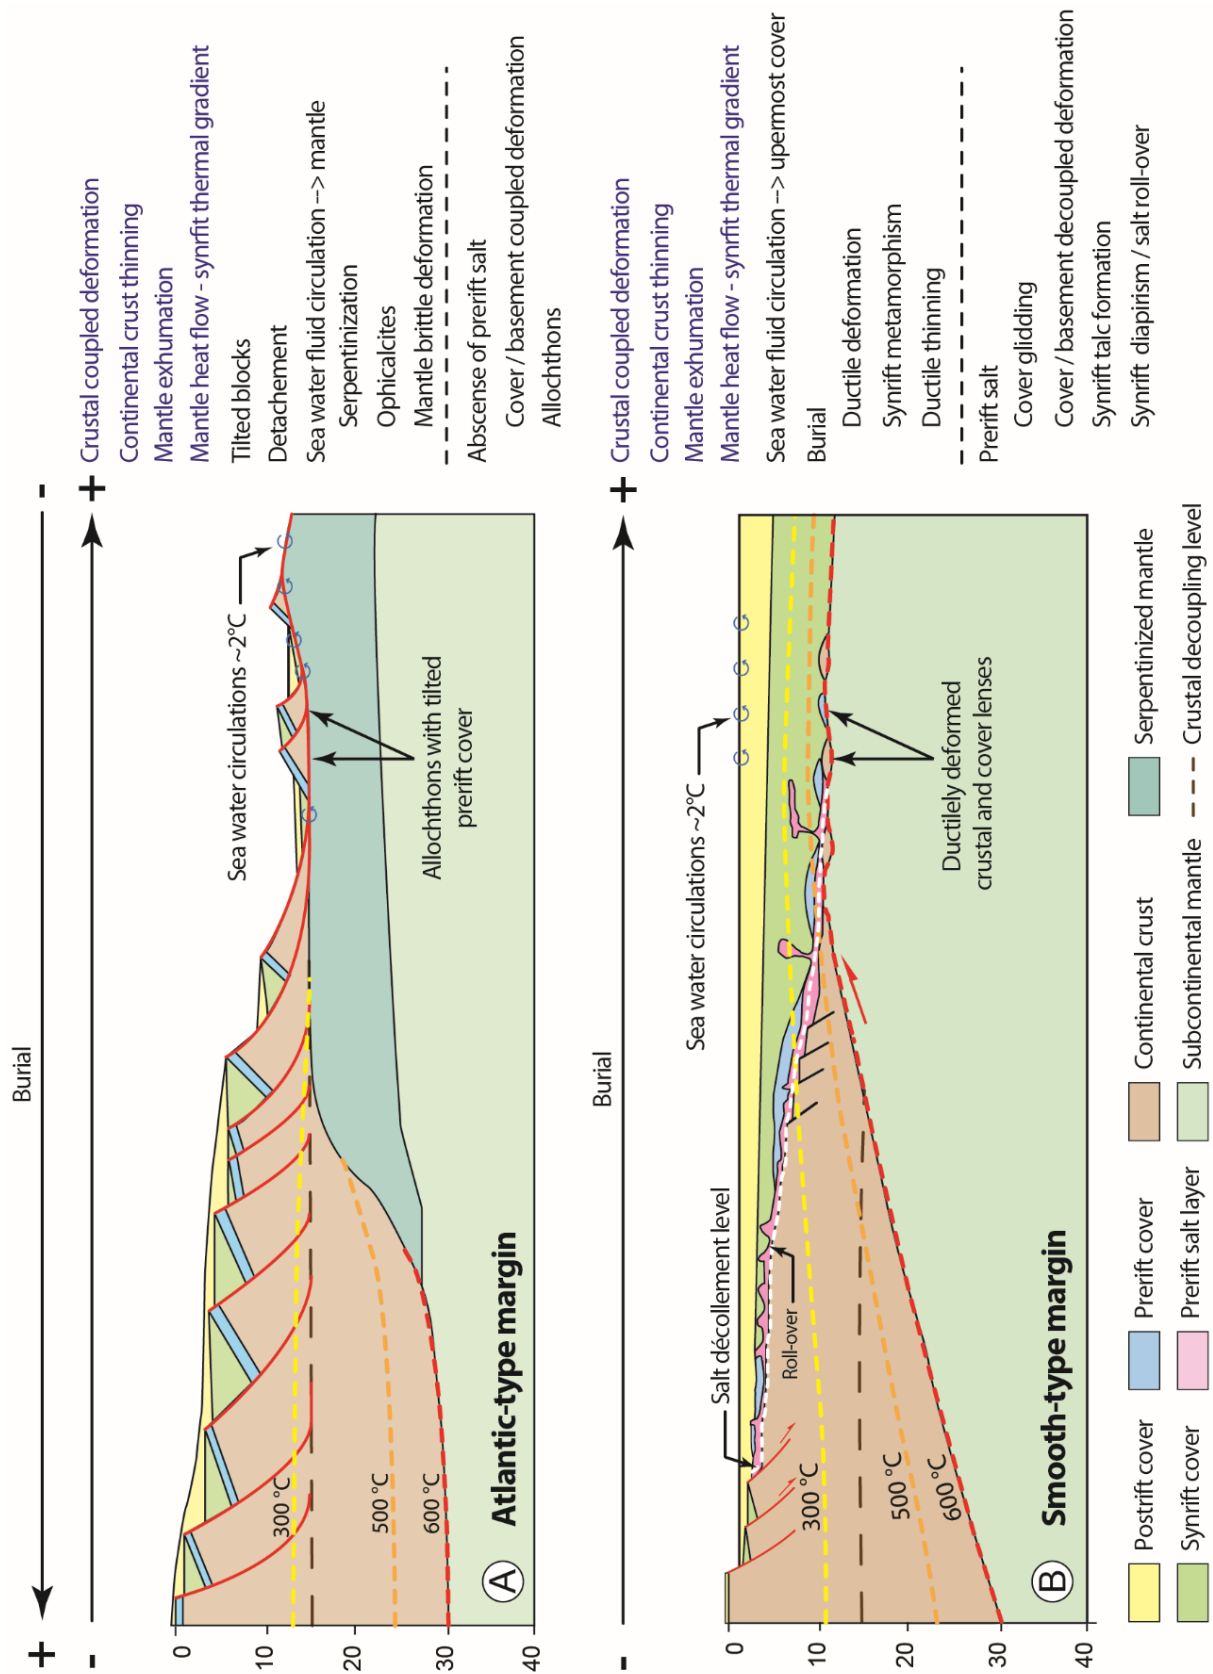 Burial
+
-
-
+
Crustal coupled deformation
Continental crust thinning
Mantle exhumation
Mantle heat flow - synrfit thermal gradient
Tilted blocks
Detachement
Sea water fluid circulation --> mantle
Serpentinization
Ophicalcites
Mantle brittle deformation
Abscense of prerift salt
Cover / basement coupled deformation
Allochthons
Sea water circulations ~2°C
Allochthons with tilted
prerift cover
0
10
20
30
40
300 °C
500 °C
600 °C
A
Atlantic-type margin
Burial
-
+
Crustal coupled deformation
Continental crust thinning
Mantle exhumation
Mantle heat flow - synrfit thermal gradient
Sea water fluid circulation --> upermost cover
Burial
Ductile deformation
Synrift metamorphism
Ductile thinning
Prerift salt
Cover glidding
Cover / basement decoupled deformation
Synrift talc formation
Synrift diapirism / salt roll-over
Sea water circulations ~2°C
Salt décollement level
Roll-over
Ductilely deformed
crustal and cover lenses
0
10
20
30
40
300 °C
500 °C
600 °C
B
Smooth-type margin
Postrift cover
Prerift cover
Continental crust
Serpentinized mantle
Synrift cover
Prerift salt layer
Subcontinental mantle
Crustal decoupling level